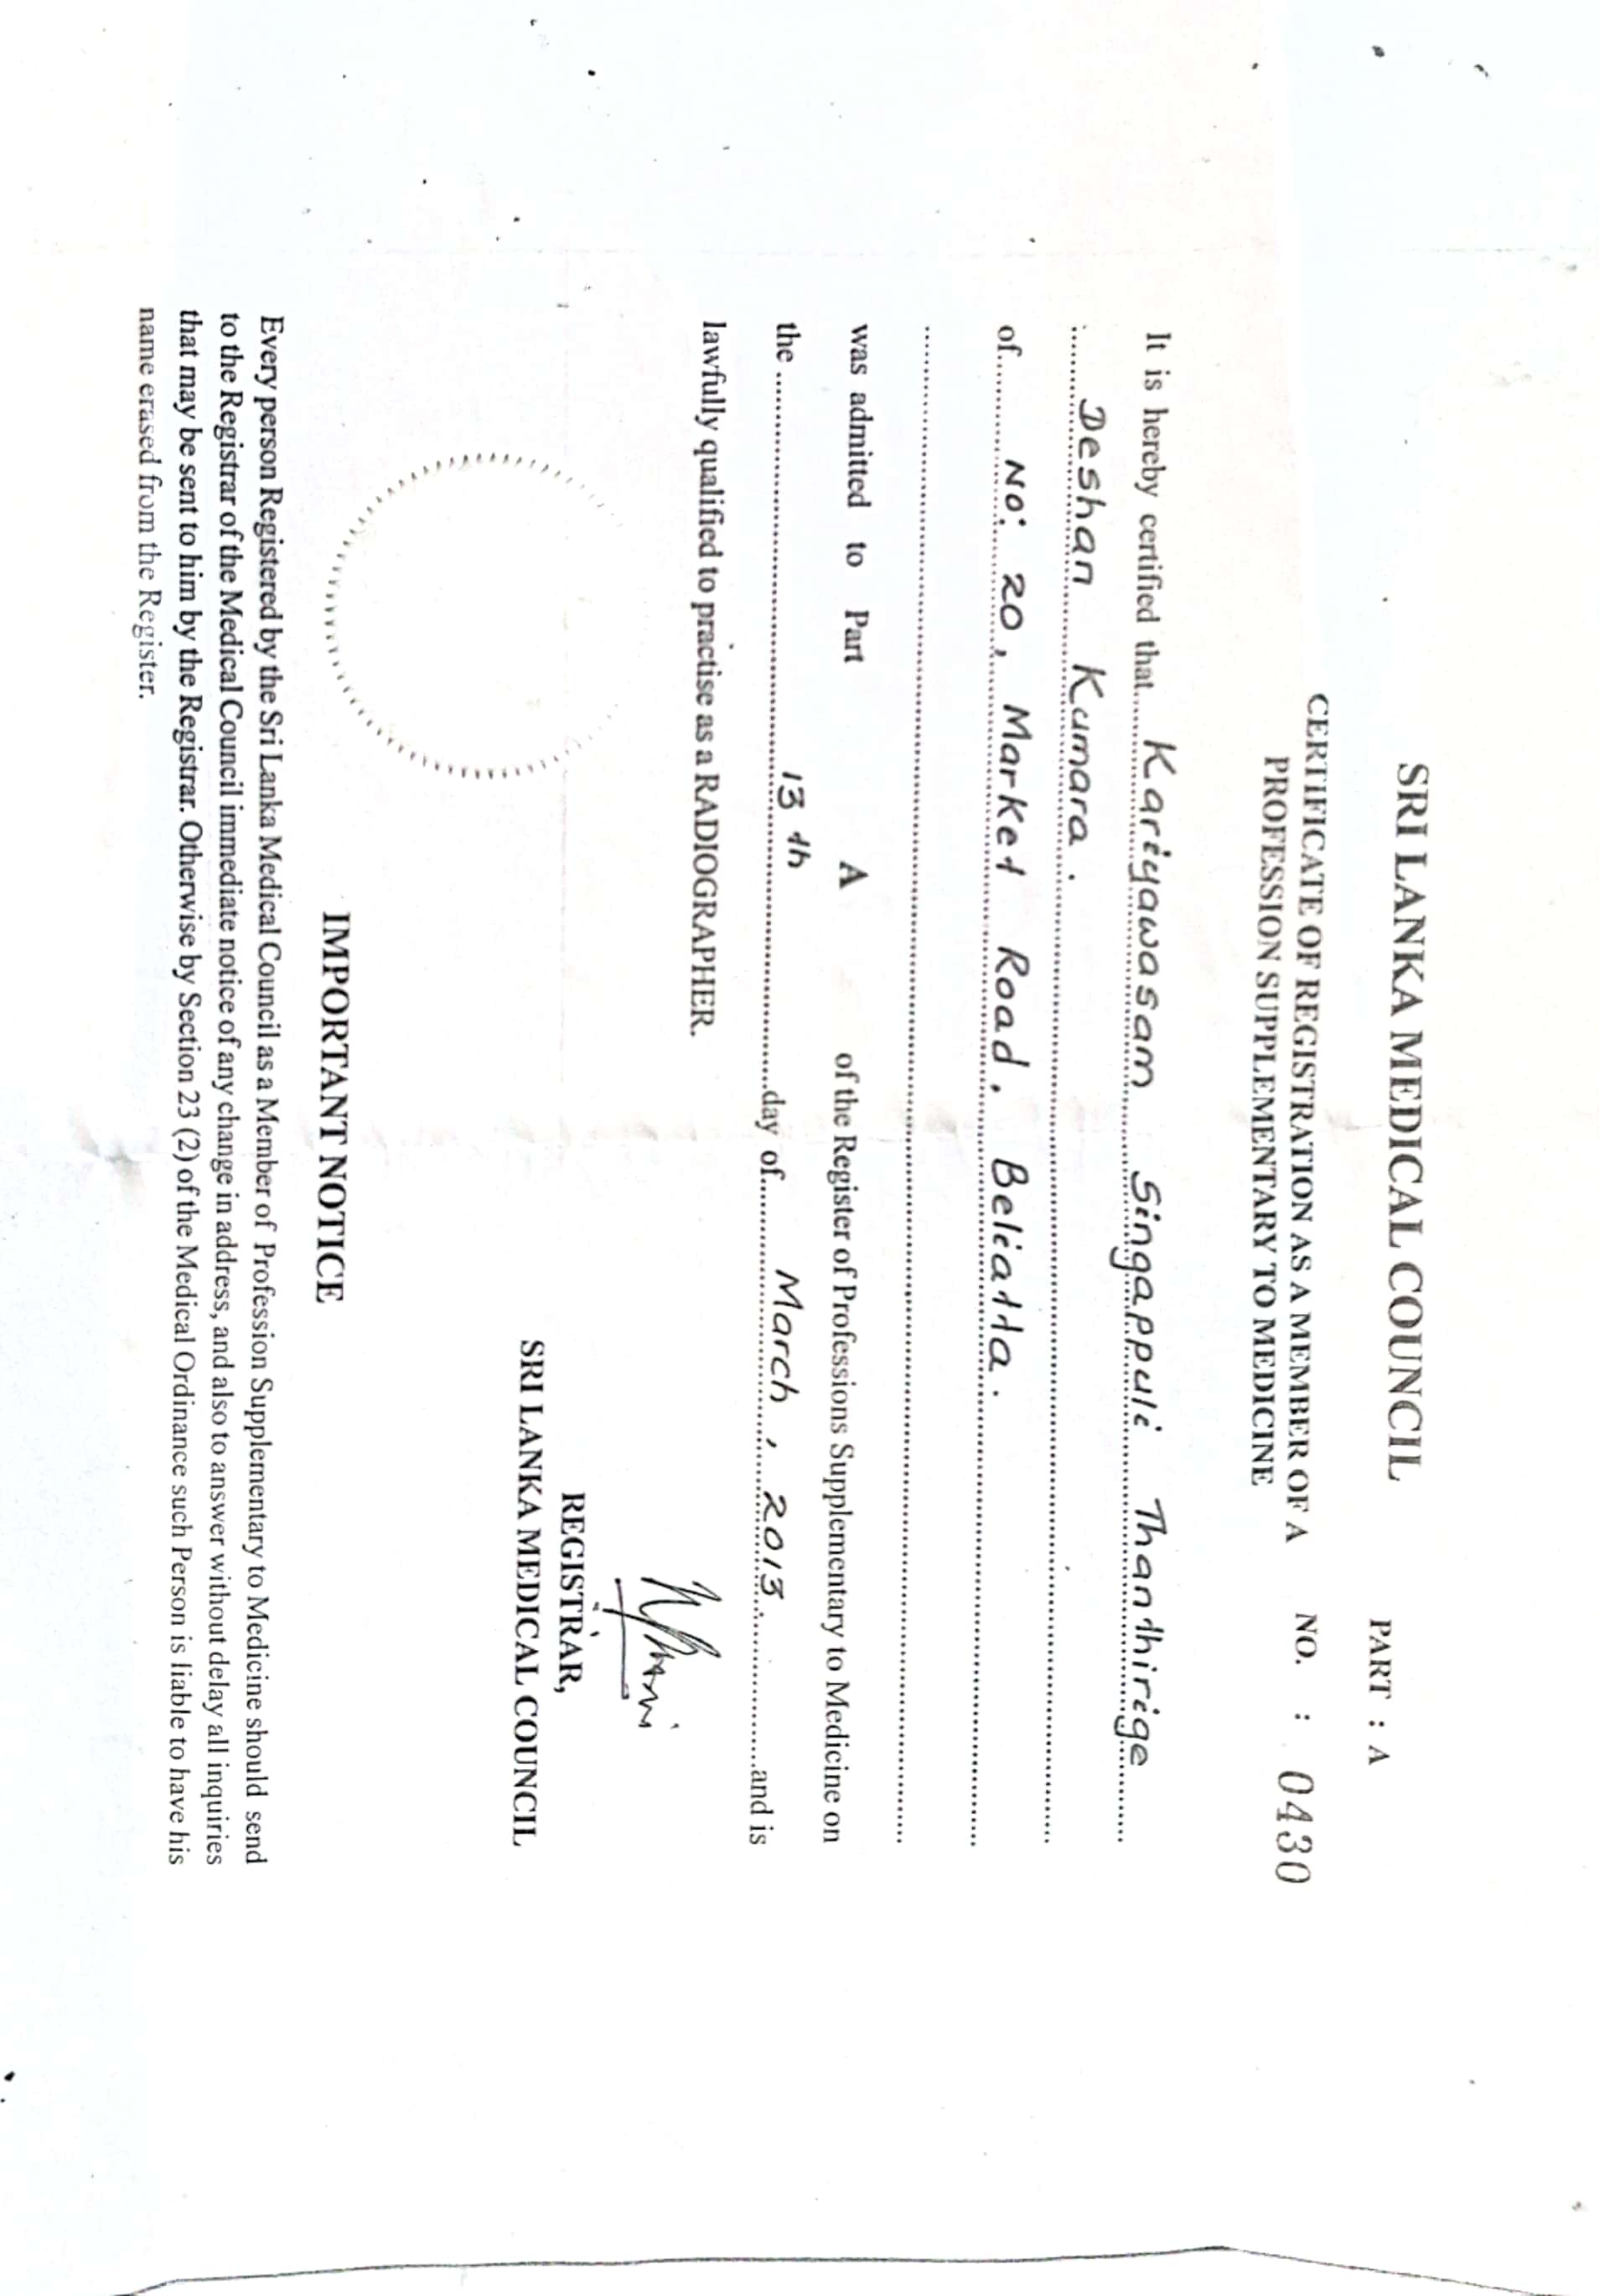 SRI LANKA MEDICAL COUNCIL
PART : A
CERTIFICATE OF REGISTRATION AS A MEMBER OF A
PROFESSION SUPPLEMENTARY TO MEDICINE
NO. : 0430
It is hereby certified that Kariyawasam Singappuli Thanthirige
Deshan Kumara.
of No: 20, Market Road, Beliatta.
was admitted to Part A of the Register of Professions Supplementary to Medicine on
the 13 th day of March, 2013. and is
lawfully qualified to practise as a RADIOGRAPHER.
REGISTRAR,
SRI LANKA MEDICAL COUNCIL
IMPORTANT NOTICE
Every person Registered by the Sri Lanka Medical Council as a Member of Profession Supplementary to Medicine should send
to the Registrar of the Medical Council immediate notice of any change in address, and also to answer without delay all inquiries
that may be sent to him by the Registrar. Otherwise by Section 23 (2) of the Medical Ordinance such Person is liable to have his
name erased from the Register.